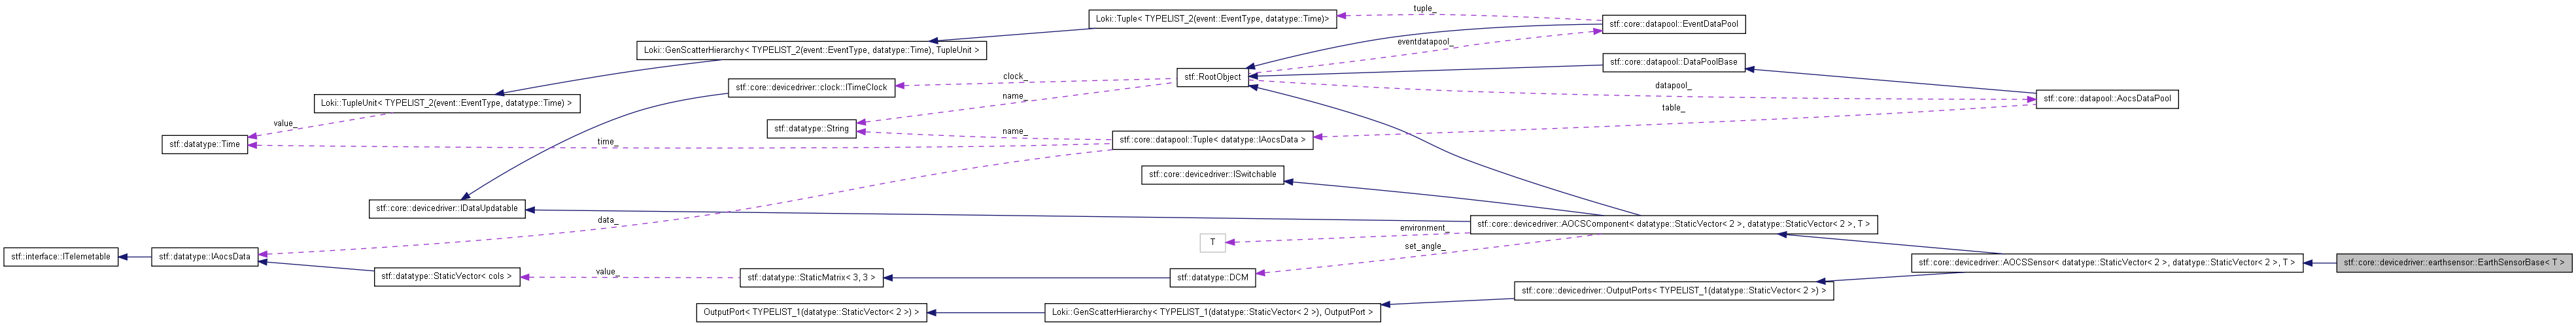 tuple_
Loki::Tuple< TYPELIST_2(event::EventType, datatype::Time)>
stf::core::datapool::EventDataPool
eventdatapool_
Loki::GenScatterHierarchy< TYPELIST_2(event::EventType, datatype::Time), TupleUnit >
stf::core::datapool::DataPoolBase
clock_
stf::RootObject
stf::core::devicedriver::clock::ITimeClock
datapool_
name_
Loki::TupleUnit< TYPELIST_2(event::EventType, datatype::Time) >
stf::core::datapool::AocsDataPool
table_
value_
stf::datatype::String
name_
stf::datatype::Time
time_
stf::core::datapool::Tuple< datatype::IAocsData >
stf::core::devicedriver::ISwitchable
stf::core::devicedriver::IDataUpdatable
data_
stf::core::devicedriver::AOCSComponent< datatype::StaticVector< 2 >, datatype::StaticVector< 2 >, T >
environment_
T
set_angle_
stf::interface::ITelemetable
stf::datatype::IAocsData
stf::core::devicedriver::AOCSSensor< datatype::StaticVector< 2 >, datatype::StaticVector< 2 >, T >
stf::core::devicedriver::earthsensor::EarthSensorBase< T >
stf::datatype::StaticVector< cols >
value_
stf::datatype::StaticMatrix< 3, 3 >
stf::datatype::DCM
stf::core::devicedriver::OutputPorts< TYPELIST_1(datatype::StaticVector< 2 >) >
OutputPort< TYPELIST_1(datatype::StaticVector< 2 >) >
Loki::GenScatterHierarchy< TYPELIST_1(datatype::StaticVector< 2 >), OutputPort >